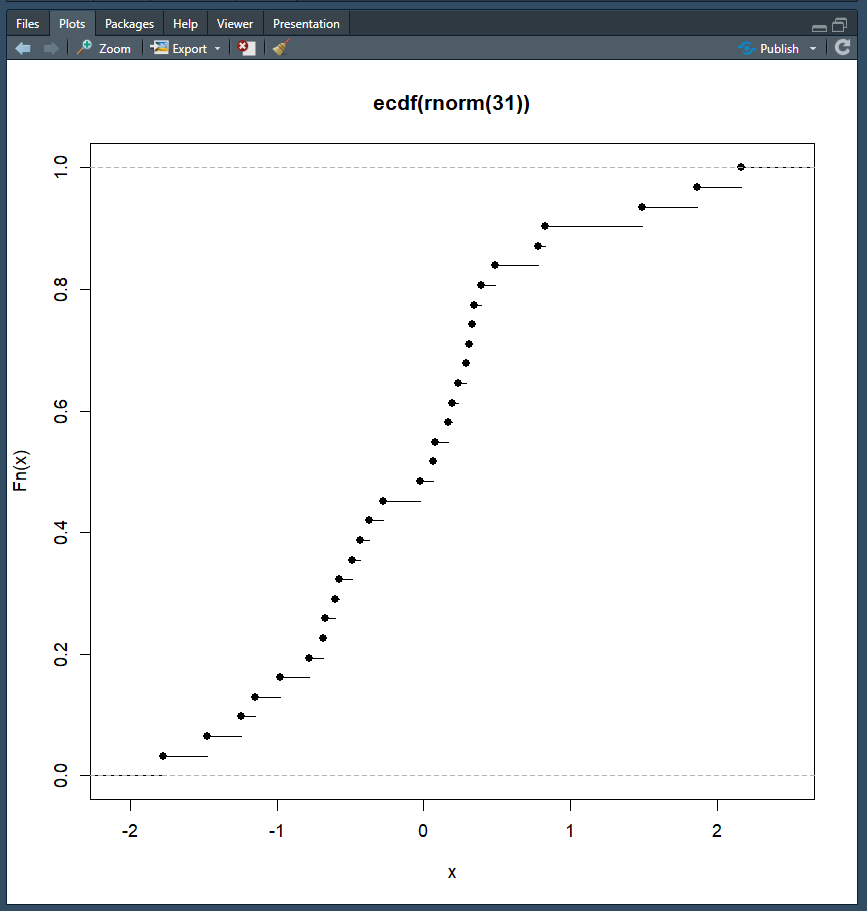 Files Plots Packages Help Viewer Presentation
Zoom Export Publish
ecdf(rnorm(31))
1.0
0.8
0.6
0.4
0.2
0.0
Fn(x)
-2 -1 0 1 2
x